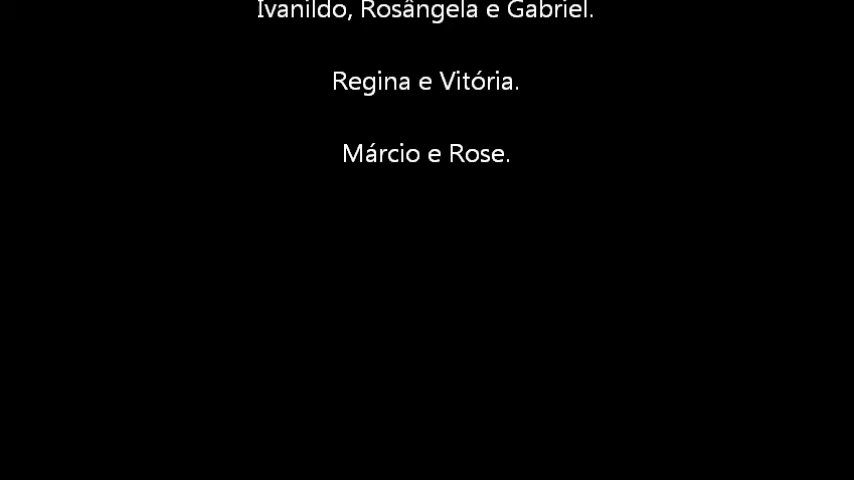 Ivanildo, Rosângela e Gabriel.
Regina e Vitória.
Márcio e Rose.